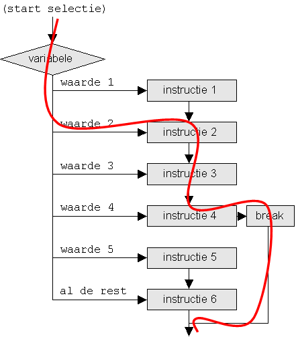 (start selectie)
variabele
waarde 1
instructie 1
waarde 2
instructie 2
waarde 3
instructie 3
waarde 4
instructie 4
break
waarde 5
instructie 5
al de rest
instructie 6